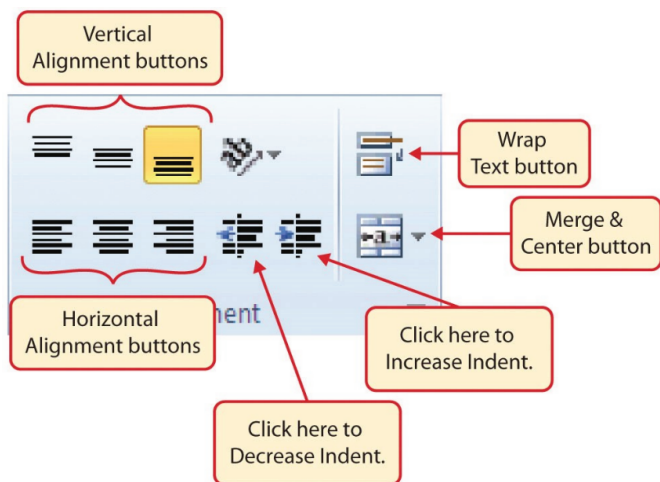 Vertical
Alignment buttons
Wrap
Text button
a
Merge &
Center button
Horizontal
Alignment buttons
ment
Click here to
Increase Indent.
Click here to
Decrease Indent.